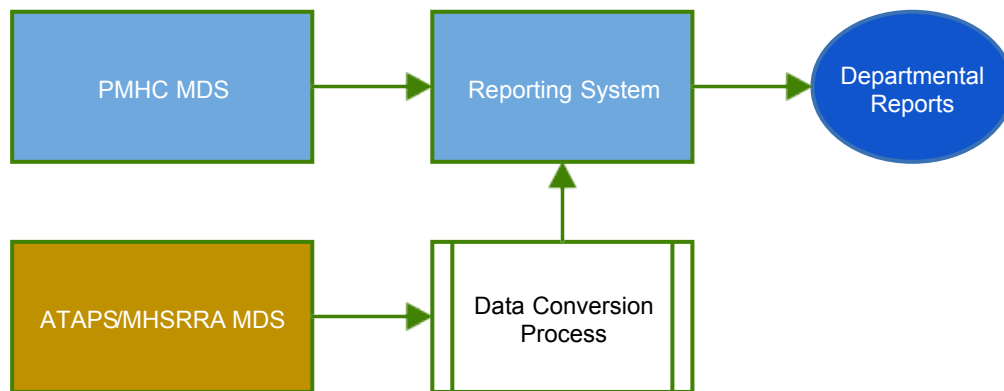 PMHC MDS
Reporting System
Departmental
Reports
ATAPS/MHSRRA MDS
Data Conversion
Process